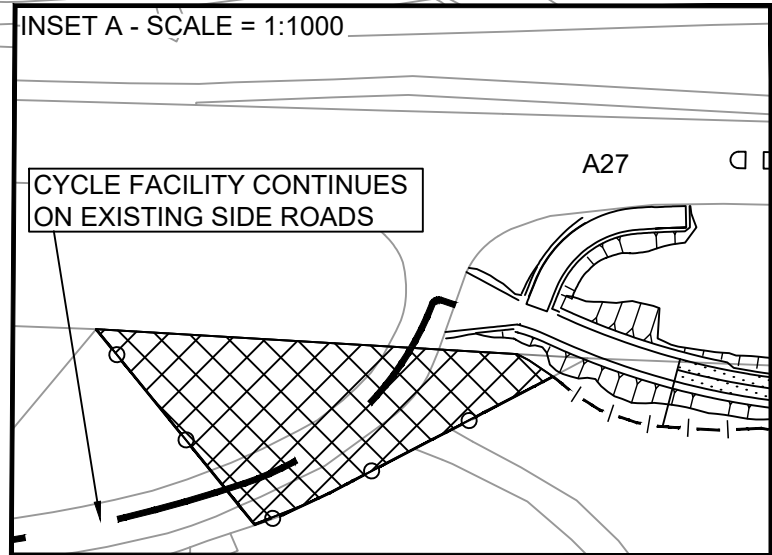 INSET A - SCALE = 1:1000
A27
CYCLE FACILITY CONTINUES
ON EXISTING SIDE ROADS